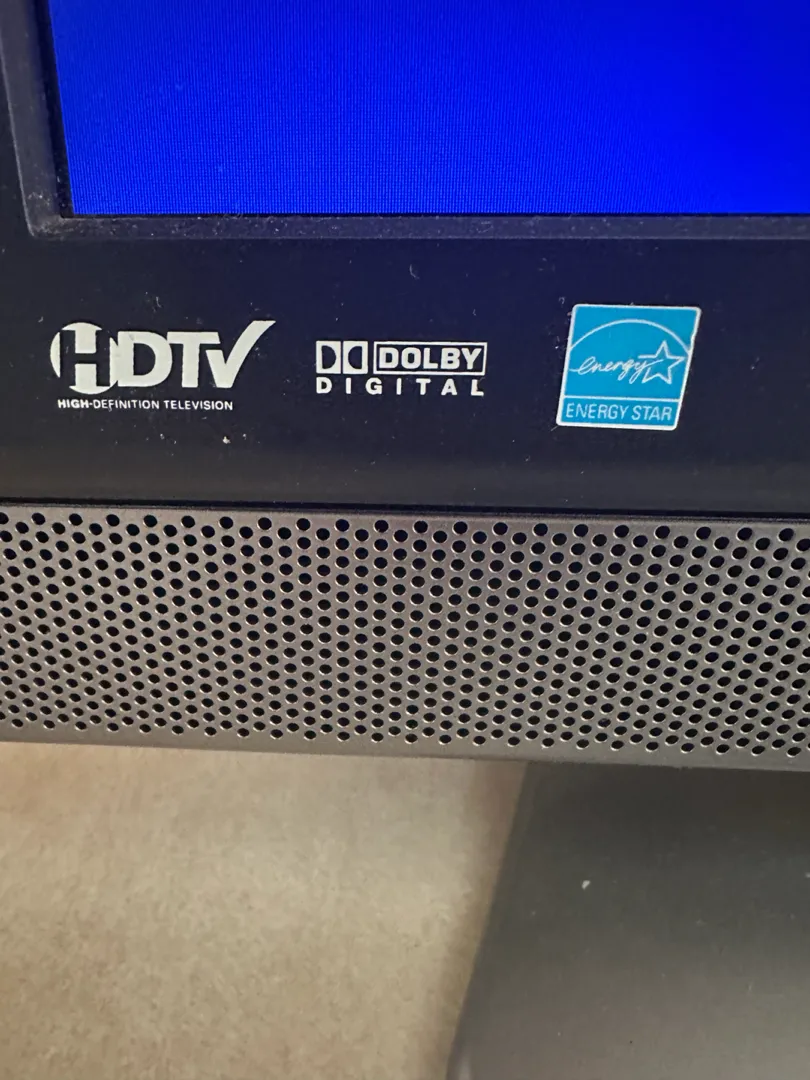 HDTV
HIGH-DEFINITION TELEVISION
DOLBY
DIGITAL
energy
ENERGY STAR